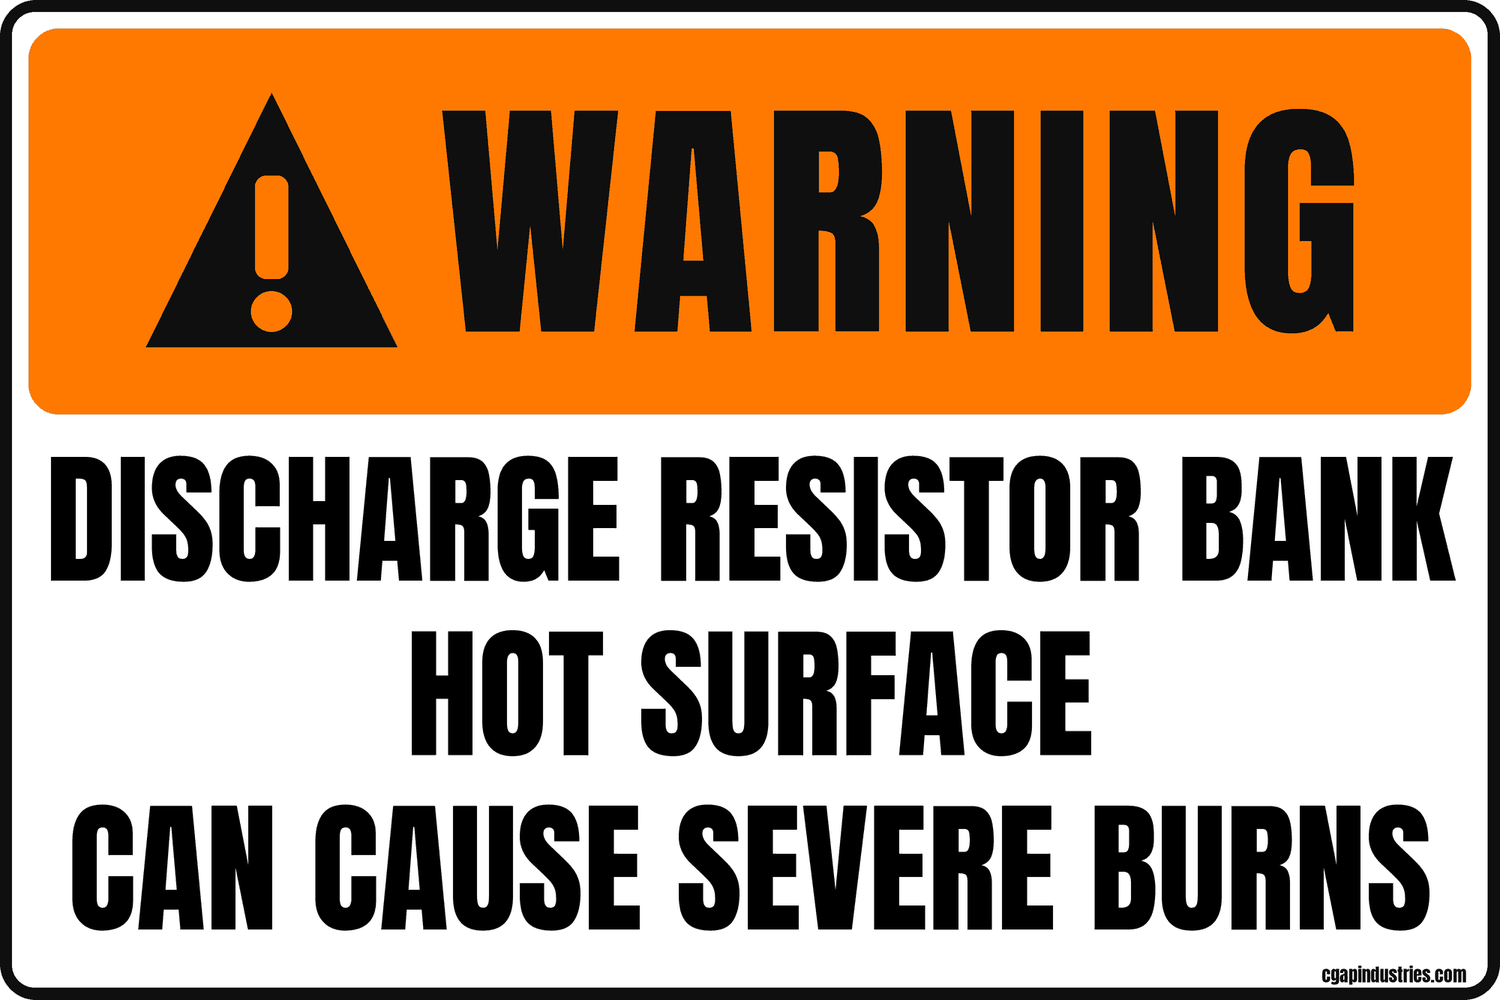 WARNING
DISCHARGE RESISTOR BANK
HOT SURFACE
CAN CAUSE SEVERE BURNS
cgapindustries.com